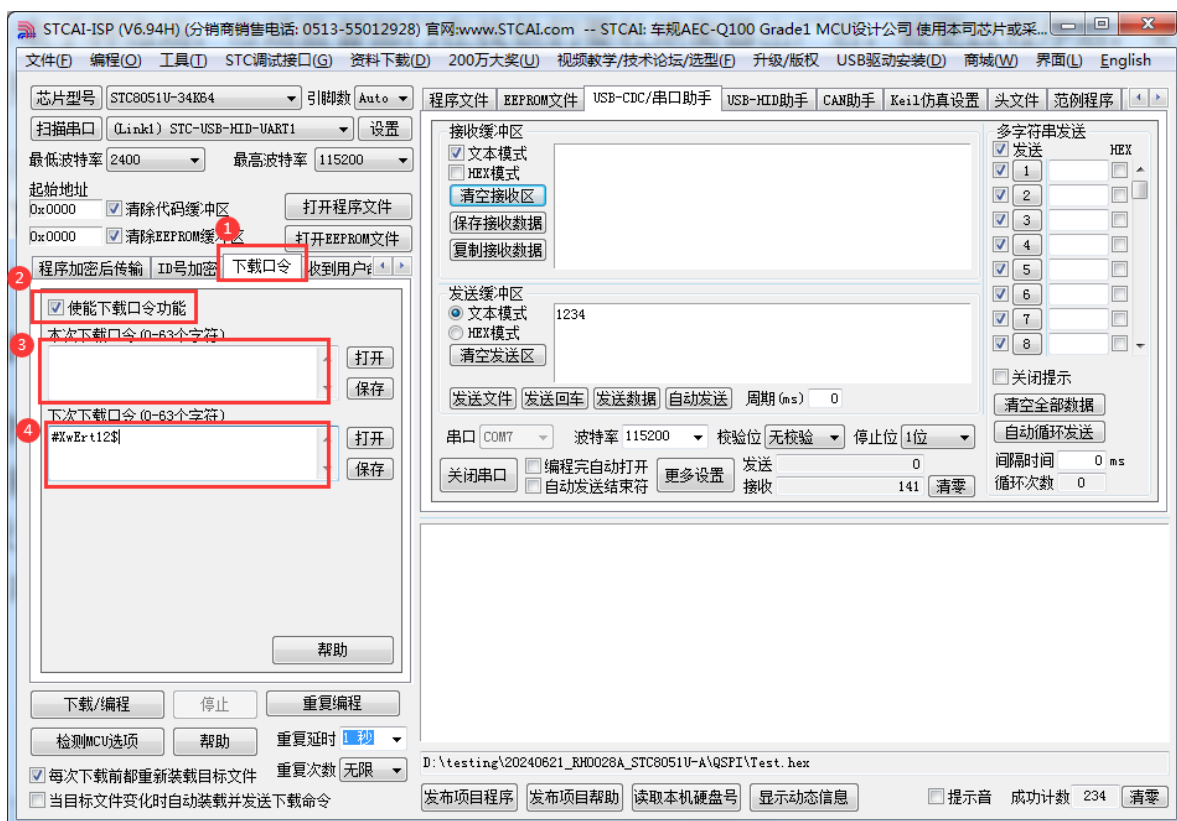 STCAI-ISP (V6.94H) (分销商销售电话: 0513-55012928) 官网:www.STCAI.com -- STCAI: 车规AEC-Q100 Grade1 MCU设计公司 使用本司芯片或采...
文件(F) 编程(O) 工具(T) STC调试接口(G) 资料下载(D) 200万大奖(U) 视频教学/技术论坛/选型(F) 升级/版权 USB驱动安装(D) 商城(W) 界面(L) English
芯片型号 STC8051U-34K64 引脚数 Auto
扫描串口 (Link1) STC-USB-HID-UART1 设置
最低波特率 2400 最高波特率 115200
起始地址
0x0000 清除代码缓冲区 打开程序文件
0x0000 清除EEPROM缓冲区 打开EEPROM文件
1
程序加密后传输 ID号加密 下载口令 收到用户
2
使能下载口令功能
3
本次下载口令(0-63个字符)
打开
保存
下次下载口令(0-63个字符)
4
#XwErt12$
打开
保存
帮助
下载/编程 停止 重复编程
检测MCU选项 帮助 重复延时 1 秒
每次下载前都重新装载目标文件 重复次数 无限
当目标文件变化时自动装载并发送下载命令
程序文件 EEPROM文件 USB-CDC/串口助手 USB-HID助手 CAN助手 Keil仿真设置 头文件 范例程序
接收缓冲区
文本模式
HEX模式
清空接收区
保存接收数据
复制接收数据
发送缓冲区
文本模式
HEX模式
清空发送区
1234
发送文件 发送回车 发送数据 自动发送 周期(ms) 0
串口 COM7 波特率 115200 校验位 无校验 停止位 1位
关闭串口 编程完自动打开 更多设置 发送 0
自动发送结束符 接收 141 清零
多字符串发送
发送 HEX
1
2
3
4
5
6
7
8
关闭提示
清空全部数据
自动循环发送
间隔时间 0 ms
循环次数 0
D:\testing\20240621_RH0028A_STC8051U-A\QSPI\Test.hex
发布项目程序 发布项目帮助 读取本机硬盘号 显示动态信息 提示音 成功计数 234 清零